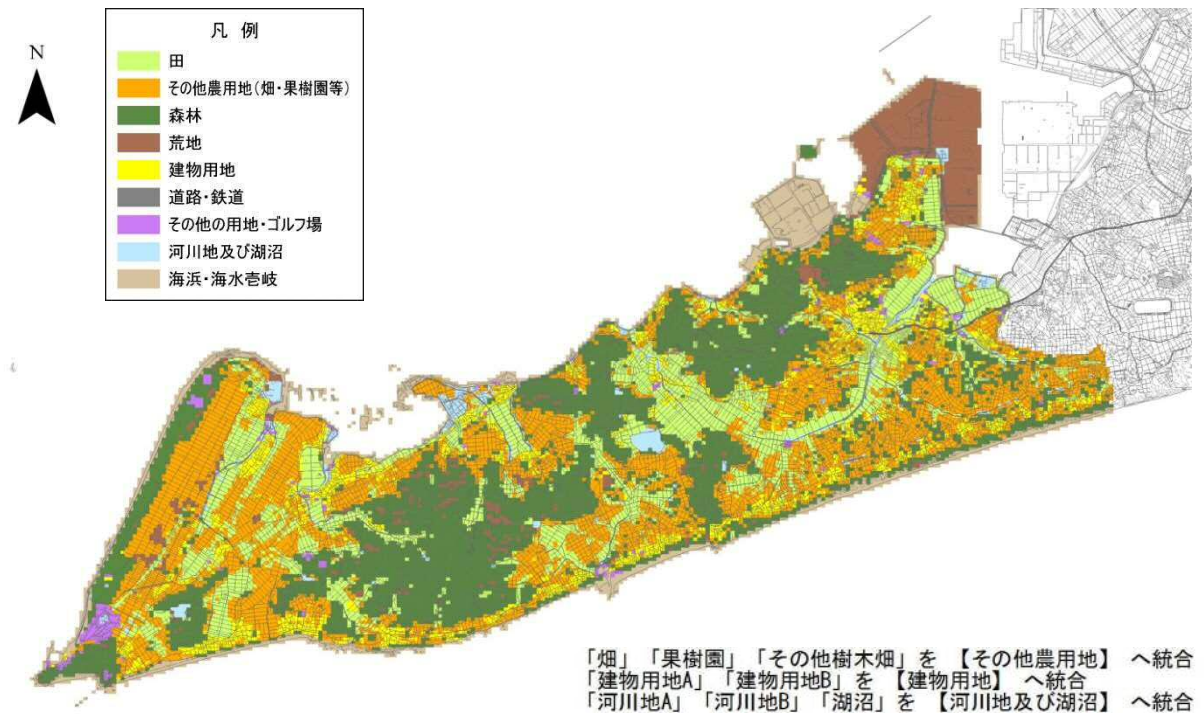 N
凡 例
田
その他農用地(畑・果樹園等)
森林
荒地
建物用地
道路・鉄道
その他の用地・ゴルフ場
河川地及び湖沼
海浜・海水壱岐
「畑」「果樹園」「その他樹木畑」を 【その他農用地】 へ統合
「建物用地A」「建物用地B」を 【建物用地】 へ統合
「河川地A」「河川地B」「湖沼」を 【河川地及び湖沼】 へ統合